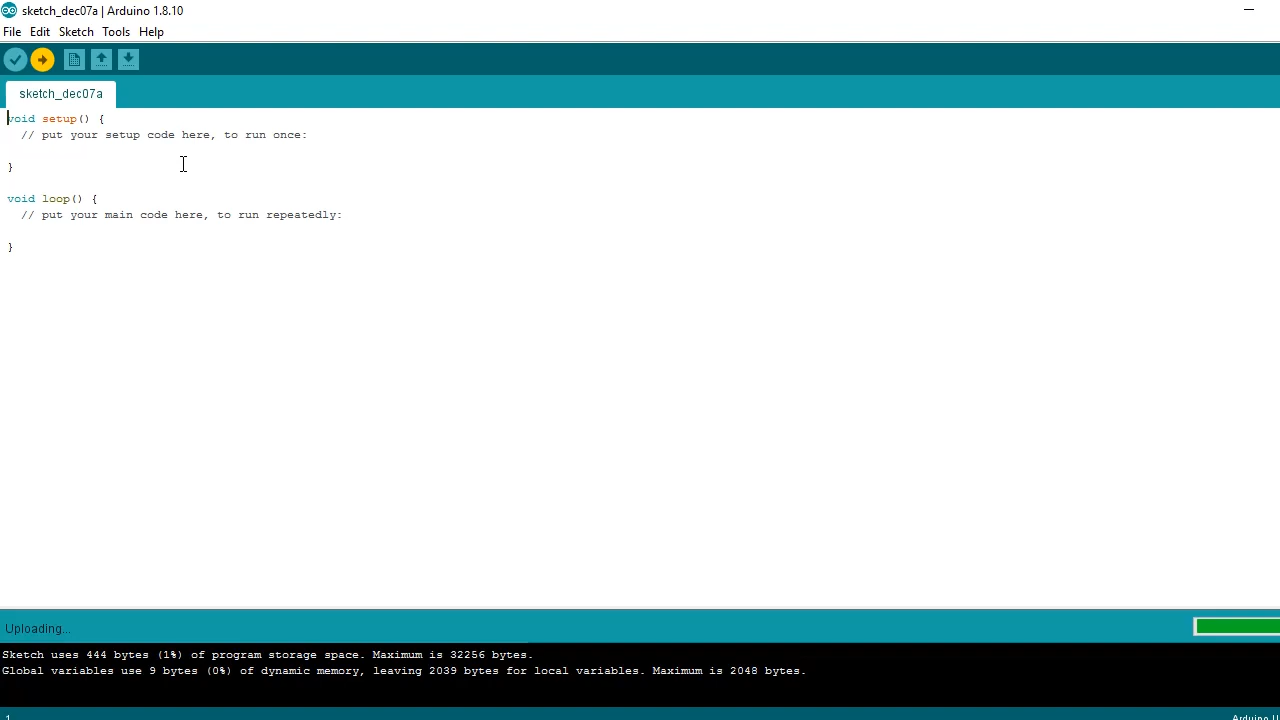 sketch_dec07a | Arduino 1.8.10
File Edit Sketch Tools Help
sketch_dec07a
void setup() {
  // put your setup code here, to run once:
}
void loop() {
  // put your main code here, to run repeatedly:
}
Uploading...
Sketch uses 444 bytes (1%) of program storage space. Maximum is 32256 bytes.
Global variables use 9 bytes (0%) of dynamic memory, leaving 2039 bytes for local variables. Maximum is 2048 bytes.
1 Arduino U